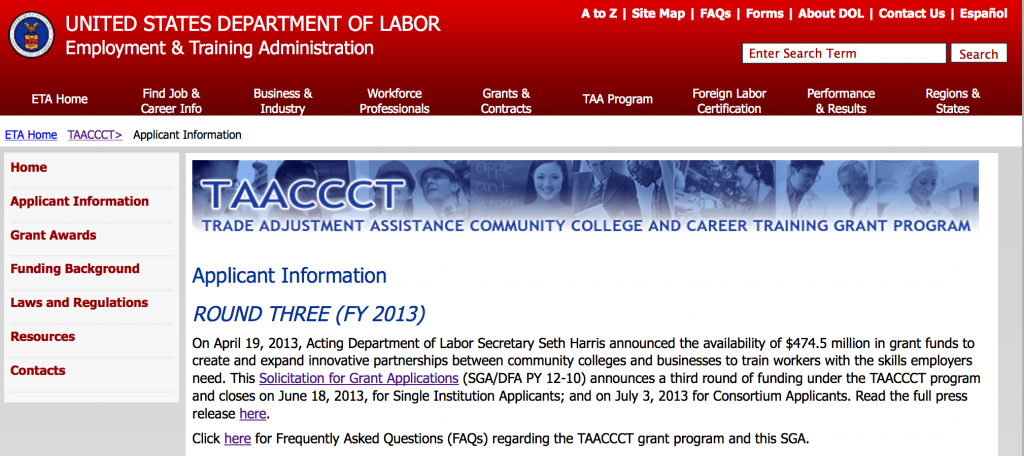 UNITED STATES DEPARTMENT OF LABOR
Employment & Training Administration
A to Z | Site Map | FAQs | Forms | About DOL | Contact Us | Español
Enter Search Term
Search
ETA Home
Find Job &
Career Info
Business &
Industry
Workforce
Professionals
Grants &
Contracts
TAA Program
Foreign Labor
Certification
Performance
& Results
Regions &
States
ETA Home TAACCCT> Applicant Information
Home
Applicant Information
Grant Awards
Funding Background
Laws and Regulations
Resources
Contacts
TAACCCT
TRADE ADJUSTMENT ASSISTANCE COMMUNITY COLLEGE AND CAREER TRAINING GRANT PROGRAM
Applicant Information
ROUND THREE (FY 2013)
On April 19, 2013, Acting Department of Labor Secretary Seth Harris announced the availability of $474.5 million in grant funds to
create and expand innovative partnerships between community colleges and businesses to train workers with the skills employers
need. This Solicitation for Grant Applications (SGA/DFA PY 12-10) announces a third round of funding under the TAACCCT program
and closes on June 18, 2013, for Single Institution Applicants; and on July 3, 2013 for Consortium Applicants. Read the full press
release here.
Click here for Frequently Asked Questions (FAQs) regarding the TAACCCT grant program and this SGA.